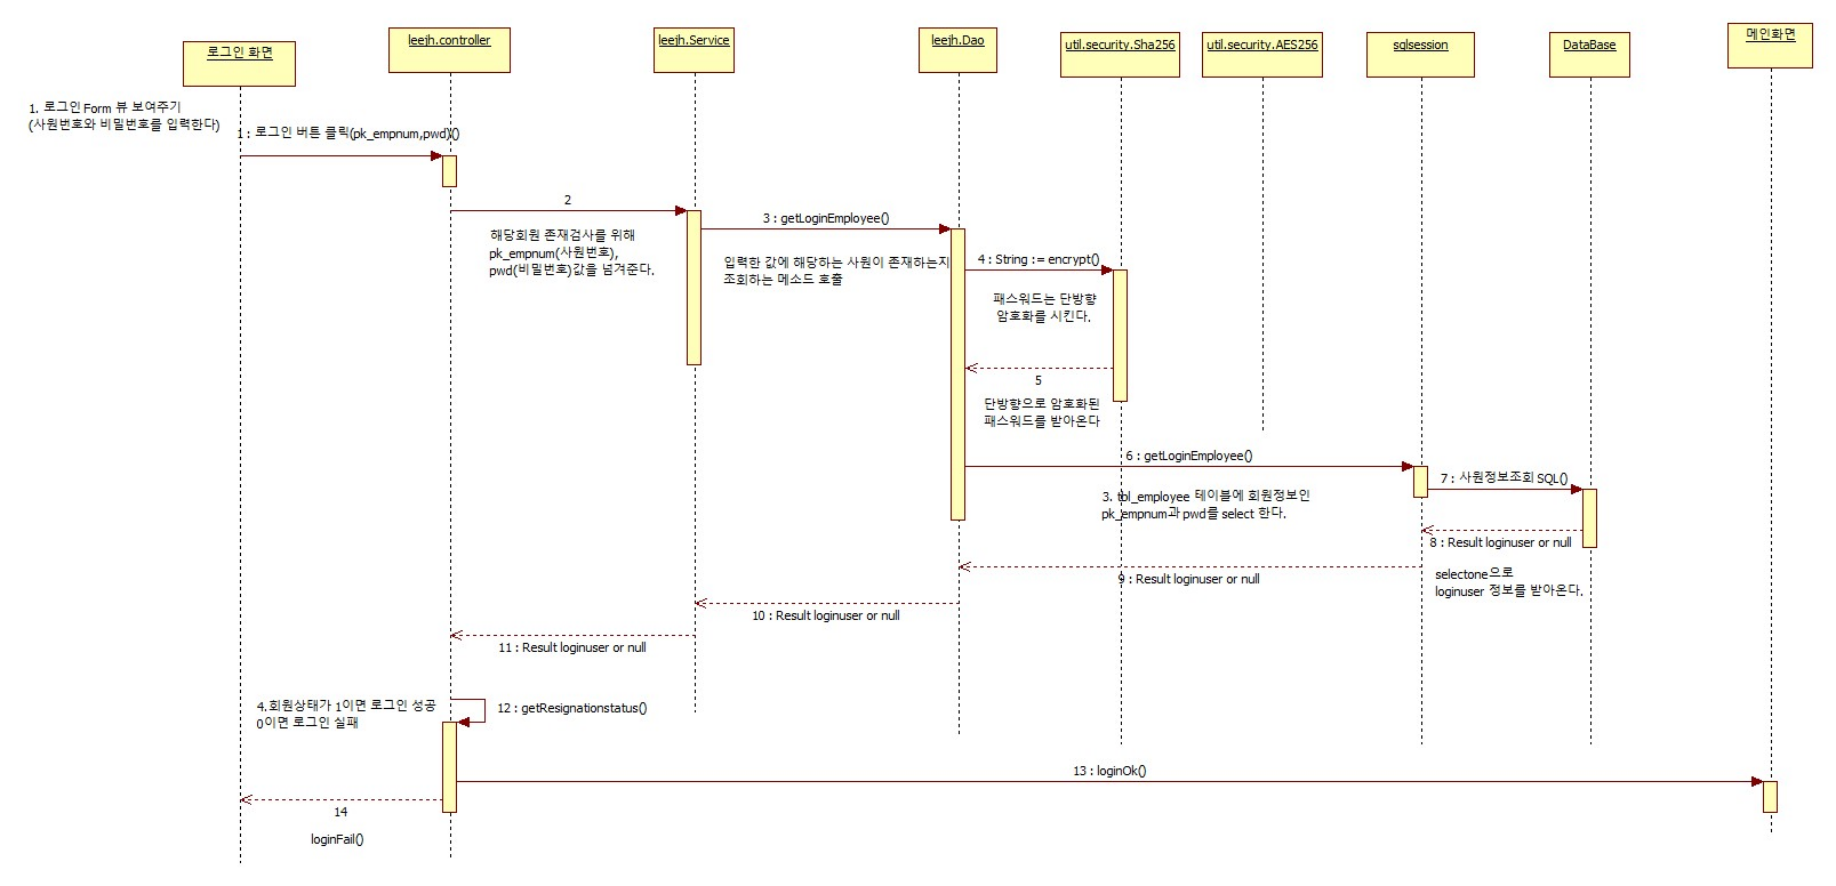 로그인 화면
leejh.controller
leejh.Service
leejh.Dao
util.security.Sha256
util.security.AES256
sqlsession
DataBase
메인화면
1. 로그인 Form 뷰 보여주기
(사원번호와 비밀번호를 입력한다)
1 : 로그인 버튼 클릭(pk_empnum,pwd)()
2
해당회원 존재검사를 위해
pk_empnum(사원번호),
pwd(비밀번호)값을 넘겨준다.
3 : getLoginEmployee()
입력한 값에 해당하는 사원이 존재하는지
조회하는 메소드 호출
4 : String := encrypt()
패스워드는 단방향
암호화를 시킨다.
5
단방향으로 암호화된
패스워드를 받아온다
6 : getLoginEmployee()
3. tbl_employee 테이블에 회원정보인
pk_empnum과 pwd를 select 한다.
7 : 사원정보조회 SQL()
8 : Result loginuser or null
selectone으로
loginuser 정보를 받아온다.
9 : Result loginuser or null
10 : Result loginuser or null
11 : Result loginuser or null
4.회원상태가 1이면 로그인 성공
0이면 로그인 실패
12 : getResignationstatus()
13 : loginOk()
14
loginFail()